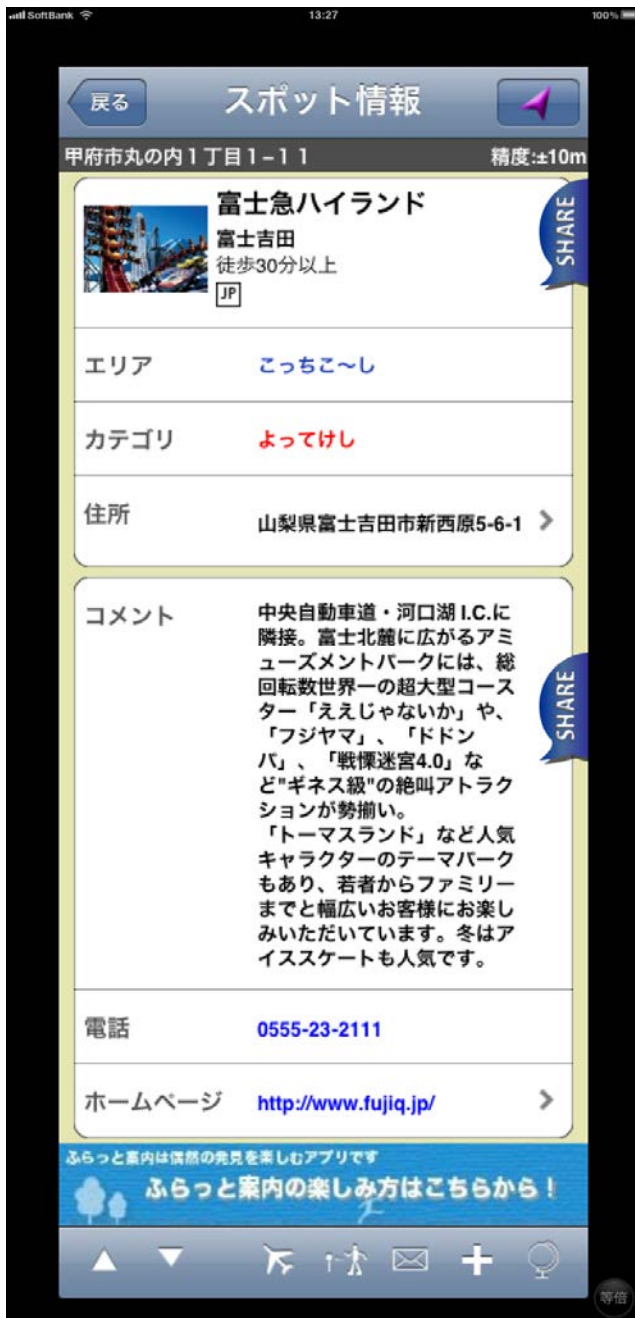 SoftBank 13:27 100%
戻る スポット情報
甲府市丸の内1丁目1-11 精度:±10m
富士急ハイランド
富士吉田
徒歩30分以上
JP
SHARE
エリア こっちこ～し
カテゴリ よってけし
住所 山梨県富士吉田市新西原5-6-1
コメント 中央自動車道・河口湖 I.C.に
隣接。富士北麓に広がるアミ
ューズメントパークには、総
回転数世界一の超大型コース
ター「ええじゃないか」や、
「フジヤマ」、「ドドン
パ」、「戦慄迷宮4.0」な
ど"ギネス級"の絶叫アトラク
ションが勢揃い。
「トーマスランド」など人気
キャラクターのテーマパーク
もあり、若者からファミリー
までと幅広いお客様にお楽し
みいただいています。冬はア
イススケートも人気です。
SHARE
電話 0555-23-2111
ホームページ http://www.fujiq.jp/
ふらっと案内は偶然の発見を楽しむアプリです
ふらっと案内の楽しみ方はこちらから！
等倍